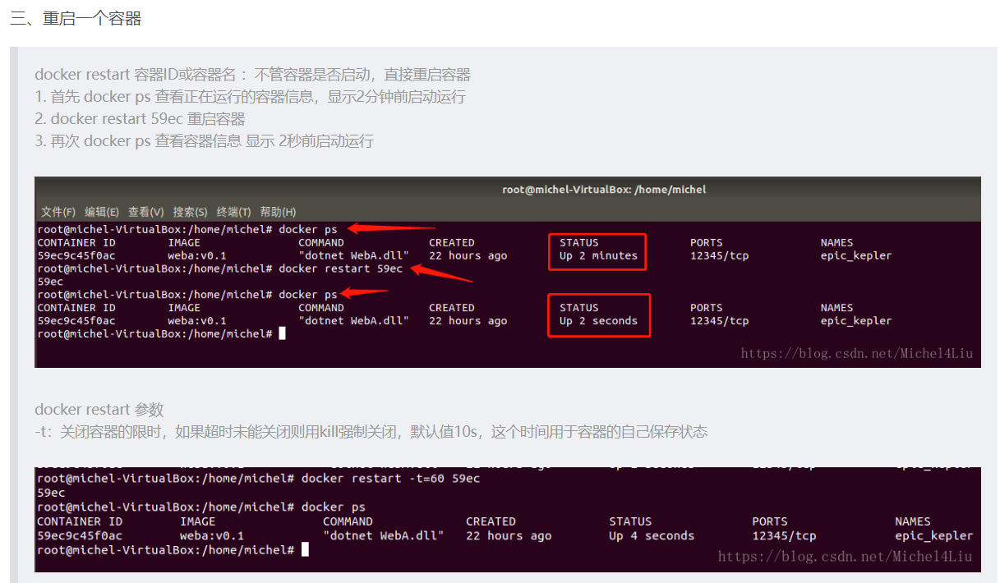 三、重启一个容器
docker restart 容器ID或容器名 ：不管容器是否启动，直接重启容器
1. 首先 docker ps 查看正在运行的容器信息，显示2分钟前启动运行
2. docker restart 59ec 重启容器
3. 再次 docker ps 查看容器信息 显示 2秒前启动运行
root@michel-VirtualBox: /home/michel
文件(F) 编辑(E) 查看(V) 搜索(S) 终端(T) 帮助(H)
root@michel-VirtualBox:/home/michel# docker ps
CONTAINER ID IMAGE COMMAND CREATED STATUS PORTS NAMES
59ec9c45f0ac weba:v0.1 "dotnet WebA.dll" 22 hours ago Up 2 minutes 12345/tcp epic_kepler
root@michel-VirtualBox:/home/michel# docker restart 59ec
59ec
root@michel-VirtualBox:/home/michel# docker ps
CONTAINER ID IMAGE COMMAND CREATED STATUS PORTS NAMES
59ec9c45f0ac weba:v0.1 "dotnet WebA.dll" 22 hours ago Up 2 seconds 12345/tcp epic_kepler
root@michel-VirtualBox:/home/michel#
https://blog.csdn.net/Michel4Liu
docker restart 参数
-t：关闭容器的限时，如果超时未能关闭则用kill强制关闭，默认值10s，这个时间用于容器的自己保存状态
root@michel-VirtualBox:/home/michel# docker restart -t=60 59ec
59ec
root@michel-VirtualBox:/home/michel# docker ps
CONTAINER ID IMAGE COMMAND CREATED STATUS PORTS NAMES
59ec9c45f0ac weba:v0.1 "dotnet WebA.dll" 22 hours ago Up 4 seconds 12345/tcp epic_kepler
root@michel-VirtualBox:/home/michel#
https://blog.csdn.net/Michel4Liu